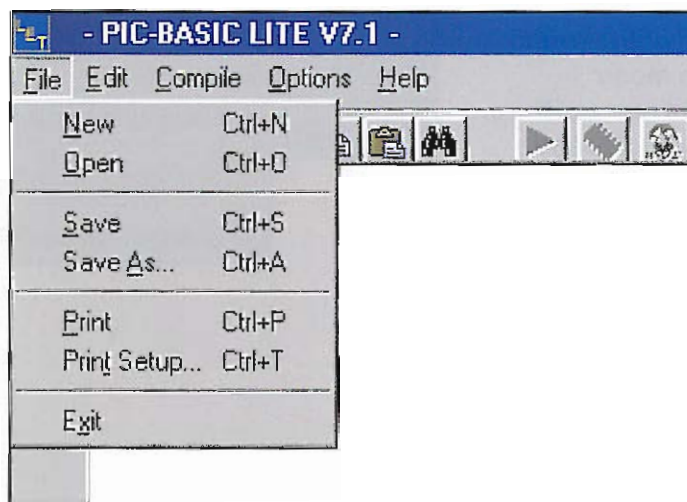 LET - PIC-BASIC LITE V7.1 -
File Edit Compile Options Help
New Ctrl+N
Open Ctrl+O
Save Ctrl+S
Save As... Ctrl+A
Print Ctrl+P
Print Setup... Ctrl+T
Exit